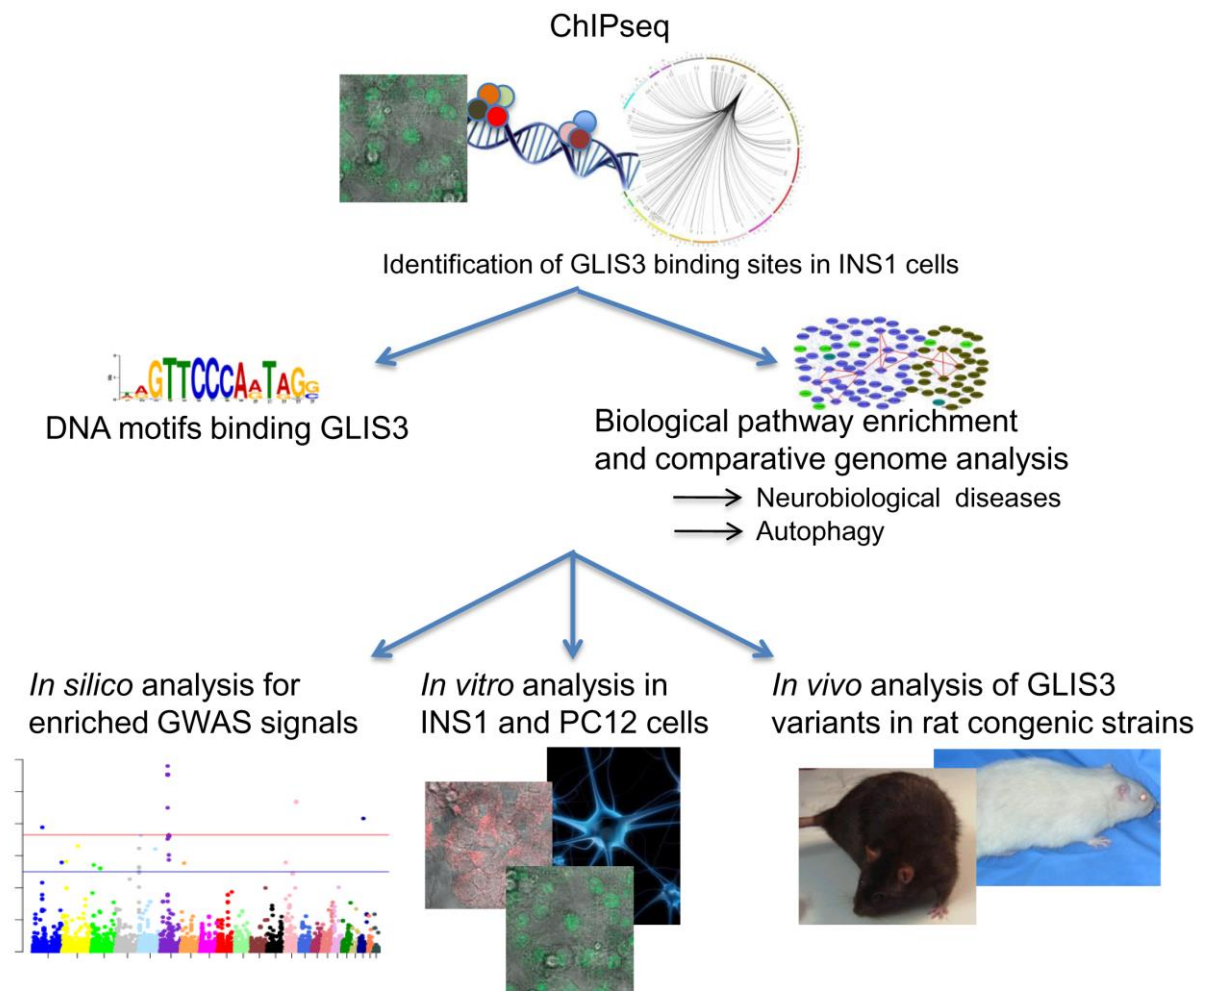 ChIPseq
Identification of GLIS3 binding sites in INS1 cells
GTTCCCAATAGG
DNA motifs binding GLIS3
Biological pathway enrichment
and comparative genome analysis
Neurobiological diseases
Autophagy
In silico analysis for
enriched GWAS signals
In vitro analysis in
INS1 and PC12 cells
In vivo analysis of GLIS3
variants in rat congenic strains